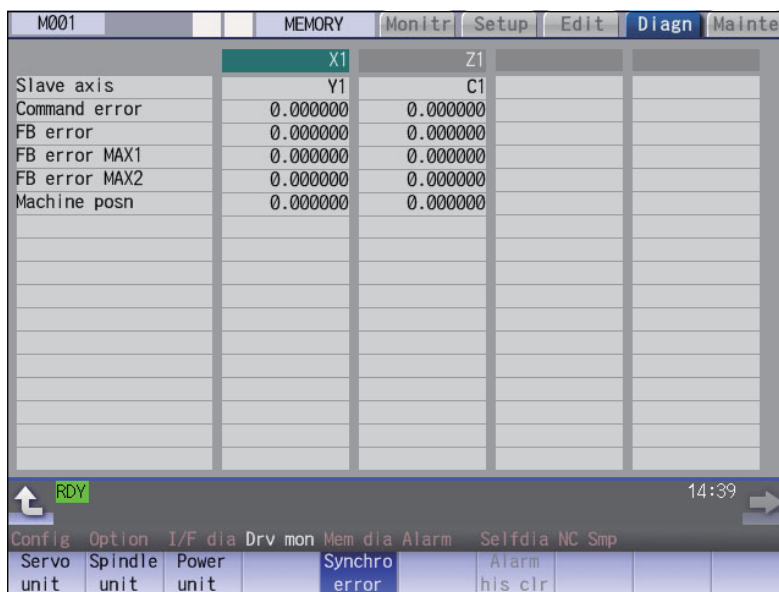 M001 MEMORY Monitr Setup Edit Diagn Mainte
X1 Z1
Slave axis Y1 C1
Command error 0.000000 0.000000
FB error 0.000000 0.000000
FB error MAX1 0.000000 0.000000
FB error MAX2 0.000000 0.000000
Machine posn 0.000000 0.000000
RDY 14:39
Config Option I/F dia Drv mon Mem dia Alarm Selfdia NC Smp
Servo Spindle Power Synchro Alarm
unit unit unit error his clr